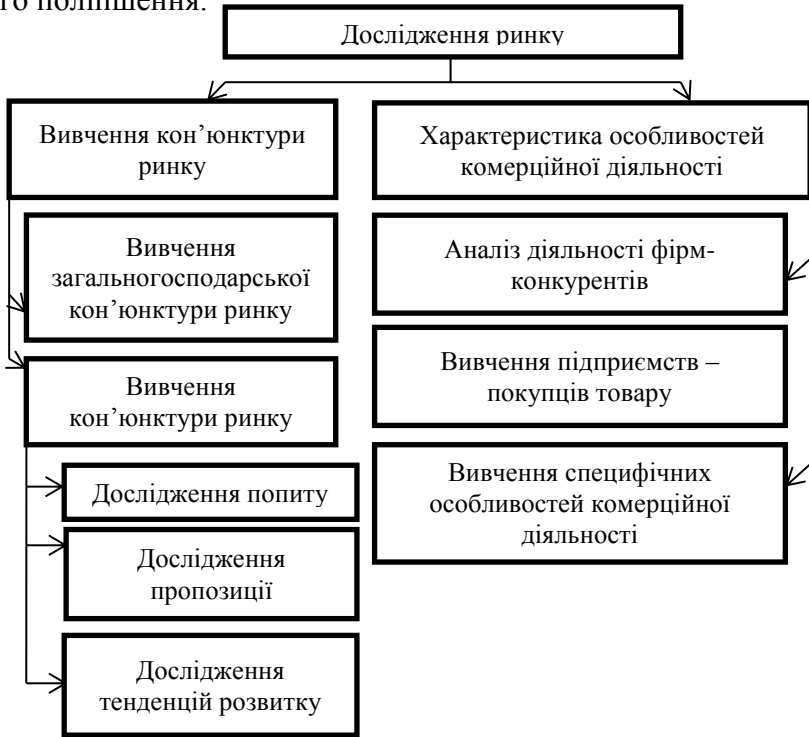 го поліпшення.
Дослідження ринку
Вивчення кон’юнктури
ринку
Характеристика особливостей
комерційної діяльності
Вивчення
загальногосподарської
кон’юнктури ринку
Аналіз діяльності фірм-
конкурентів
Вивчення
кон’юнктури ринку
Вивчення підприємств –
покупців товару
Дослідження попиту
Вивчення специфічних
особливостей комерційної
діяльності
Дослідження
пропозиції
Дослідження
тенденцій розвитку